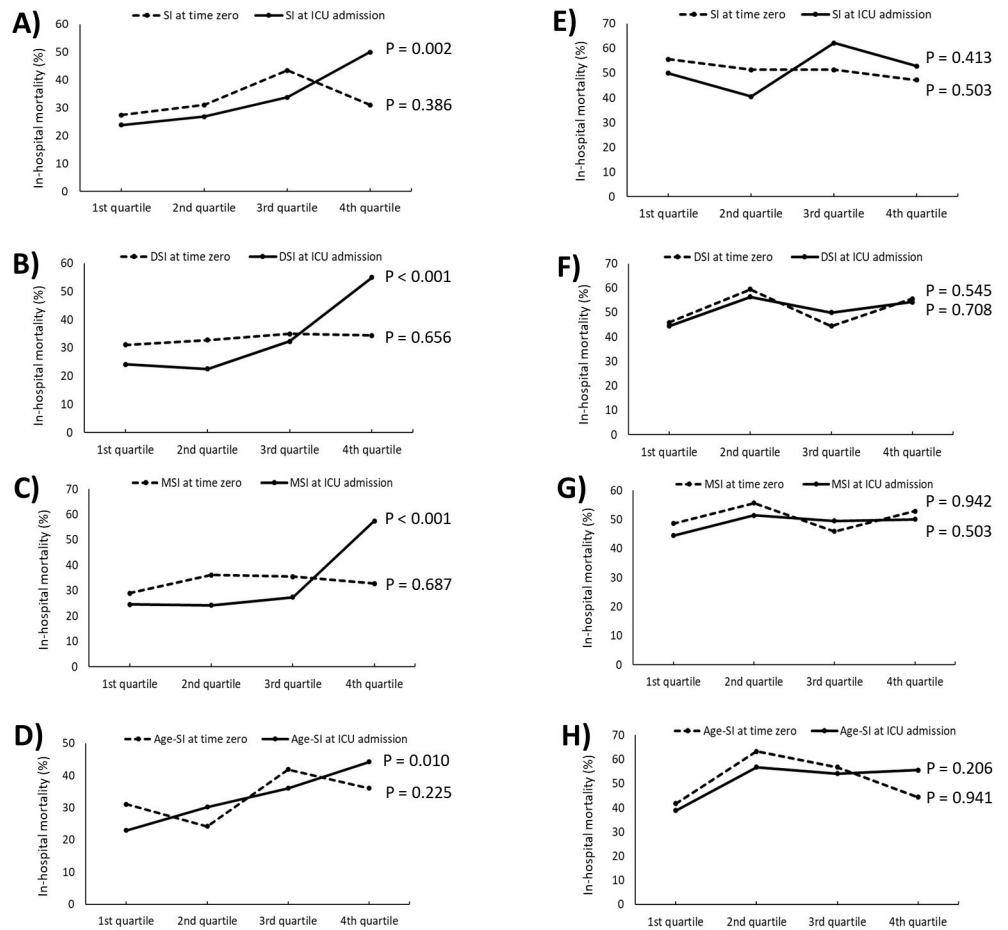 A)
SI at time zero SI at ICU admission
In-hospital mortality (%)
60
50
40
30
20
10
0
P = 0.002
P = 0.386
1st quartile 2nd quartile 3rd quartile 4th quartile
B)
DSI at time zero DSI at ICU admission
In-hospital mortality (%)
60
50
40
30
20
10
0
P < 0.001
P = 0.656
1st quartile 2nd quartile 3rd quartile 4th quartile
C)
MSI at time zero MSI at ICU admission
In-hospital mortality (%)
70
60
50
40
30
20
10
0
P < 0.001
P = 0.687
1st quartile 2nd quartile 3rd quartile 4th quartile
D)
Age-SI at time zero Age-SI at ICU admission
In-hospital mortality (%)
50
40
30
20
10
0
P = 0.010
P = 0.225
1st quartile 2nd quartile 3rd quartile 4th quartile
E)
SI at time zero SI at ICU admission
In-hospital mortality (%)
70
60
50
40
30
20
10
0
P = 0.413
P = 0.503
1st quartile 2nd quartile 3rd quartile 4th quartile
F)
DSI at time zero DSI at ICU admission
In-hospital mortality (%)
70
60
50
40
30
20
10
0
P = 0.545
P = 0.708
1st quartile 2nd quartile 3rd quartile 4th quartile
G)
MSI at time zero MSI at ICU admission
In-hospital mortality (%)
60
50
40
30
20
10
0
P = 0.942
P = 0.503
1st quartile 2nd quartile 3rd quartile 4th quartile
H)
Age-SI at time zero Age-SI at ICU admission
In-hospital mortality (%)
70
60
50
40
30
20
10
0
P = 0.206
P = 0.941
1st quartile 2nd quartile 3rd quartile 4th quartile